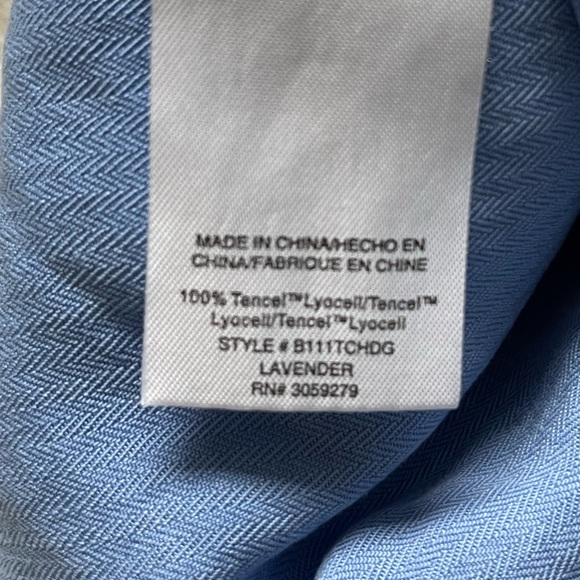 MADE IN CHINA/HECHO EN
CHINA/FABRIQUE EN CHINE
100% Tencel™Lyocell/Tencel™
Lyocell/Tencel™Lyocell
STYLE # B111TCHDG
LAVENDER
RN# 3059279